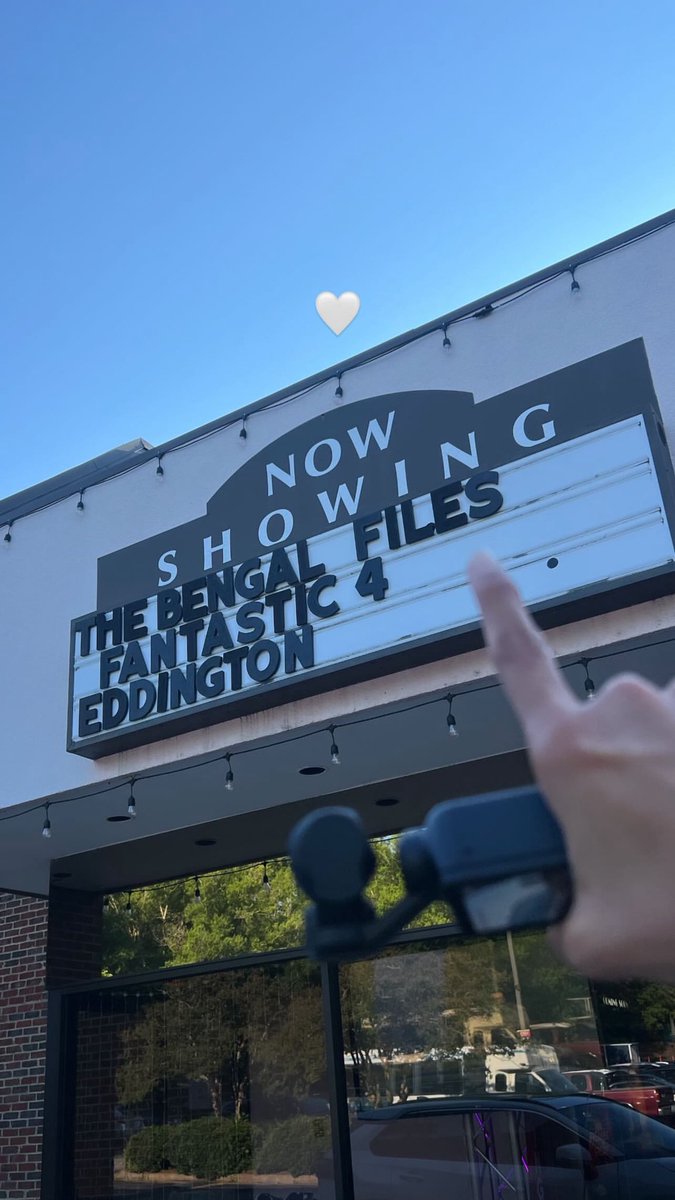 NOW
SHOWING
THE BENGAL FILES
FANTASTIC 4
EDDINGTON